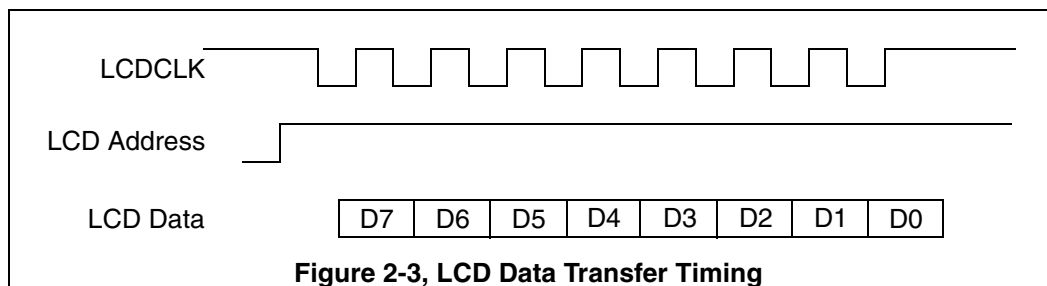 LCDCLK
LCD Address
LCD Data D7 D6 D5 D4 D3 D2 D1 D0
Figure 2-3, LCD Data Transfer Timing